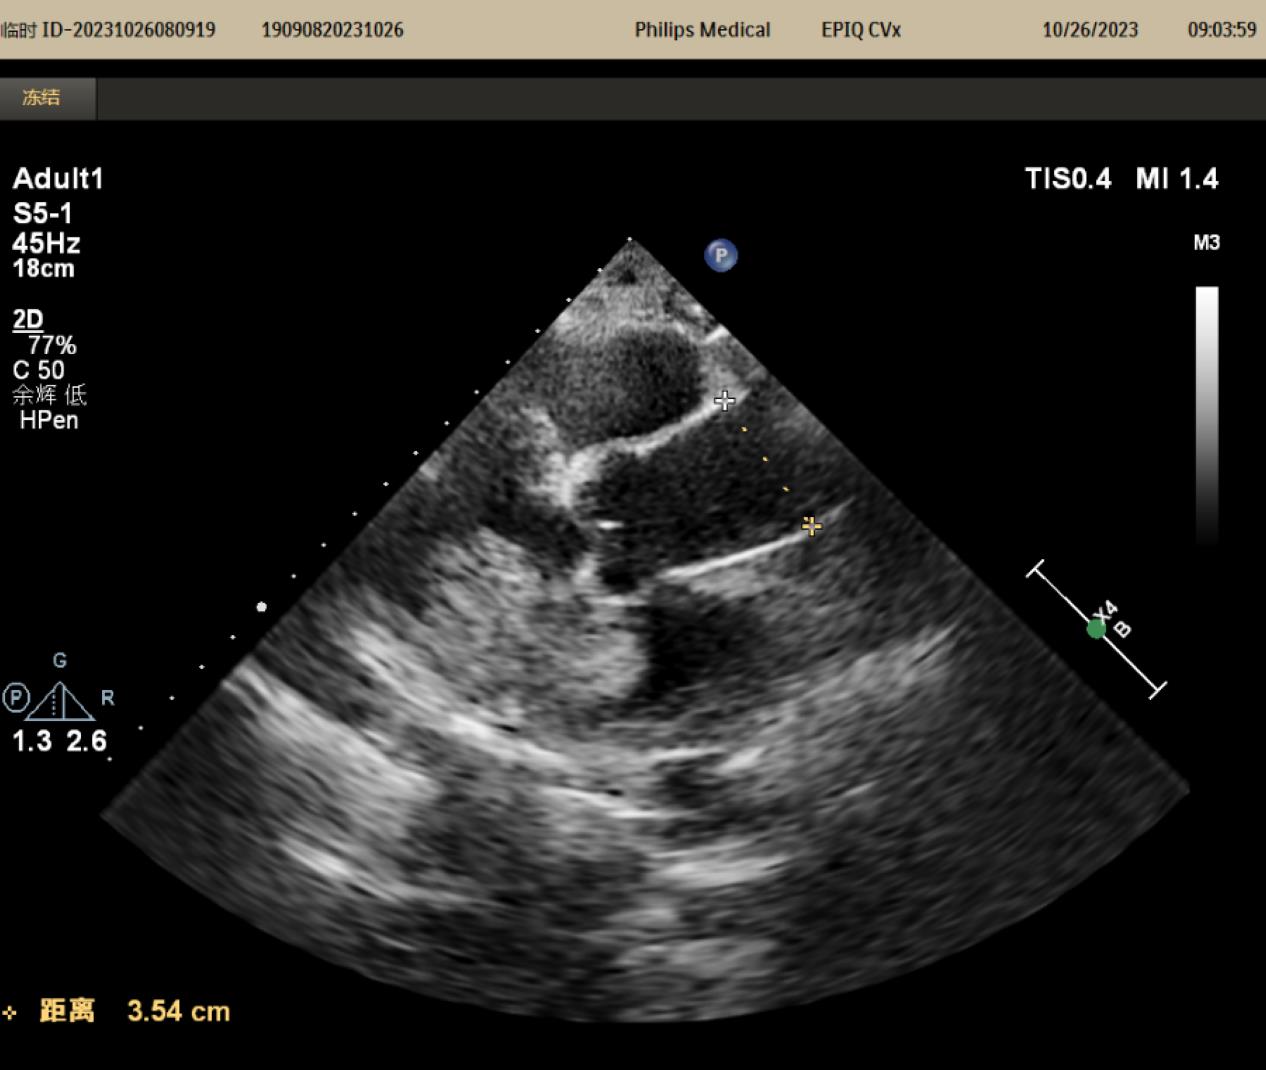 临时 ID-20231026080919 1909820231026 Philips Medical EPIQ CVx 10/26/2023 09:03:59
冻结
TIS0.4 MI 1.4
M3
X4
P
Adult1
S5-1
45Hz
18cm
2D
77%
C 50
余辉 低
HPen
G
P R
1.3 2.6
距离 3.54 cm